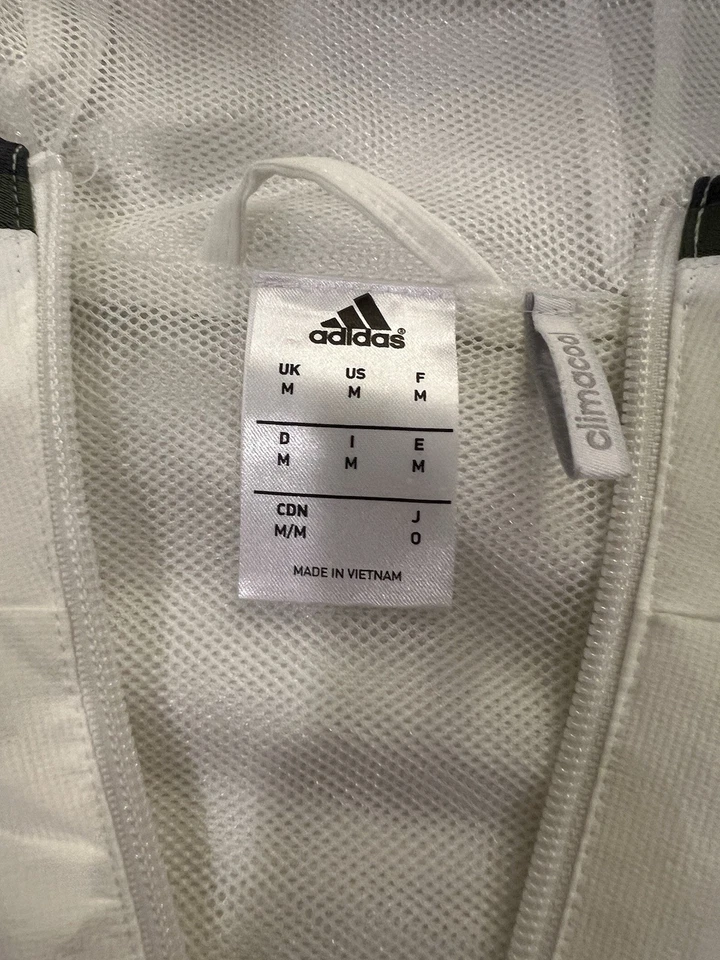 adidas®
UK US F
M M M
D I E
M M M
CDN J
M/M O
MADE IN VIETNAM
climacool